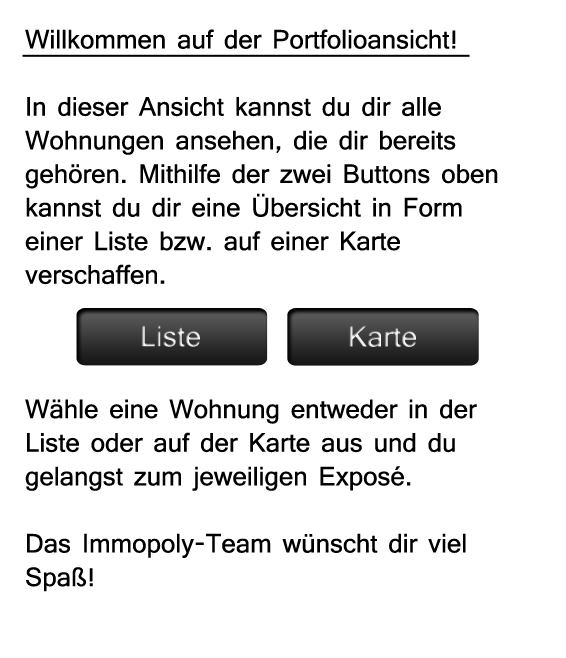 Willkommen auf der Portfolioansicht!
In dieser Ansicht kannst du dir alle
Wohnungen ansehen, die dir bereits
gehören. Mithilfe der zwei Buttons oben
kannst du dir eine Übersicht in Form
einer Liste bzw. auf einer Karte
verschaffen.
Liste Karte
Wähle eine Wohnung entweder in der
Liste oder auf der Karte aus und du
gelangst zum jeweiligen Exposé.
Das Immopoly-Team wünscht dir viel
Spaß!